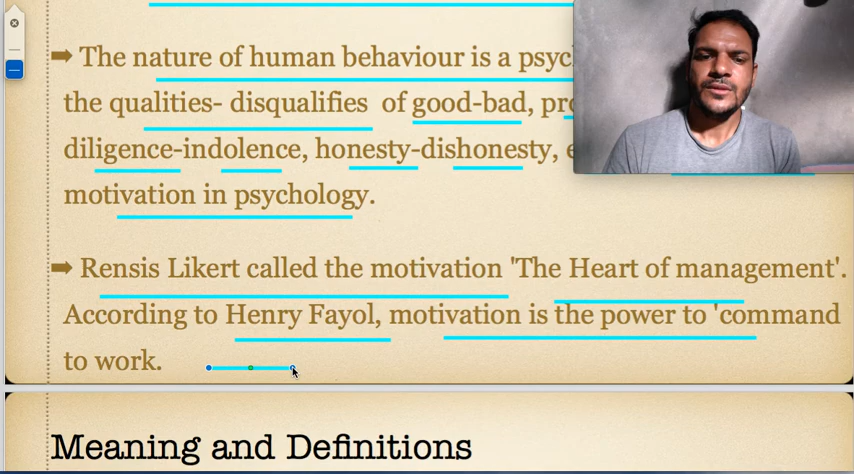 ➡ The nature of human behaviour is a
the qualities- disqualifies of good-bad,
diligence-indolence, honesty-dishonesty,
motivation in psychology.
➡ Rensis Likert called the motivation 'The Heart of management'.
According to Henry Fayol, motivation is the power to 'command
to work.
Meaning and Definitions